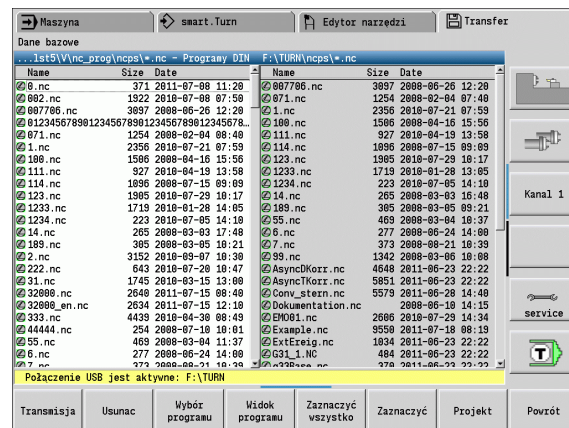 Maszyna smart.Turn Edytor narzędzi Transfer
Dane bazowe
...lst5\V\nc_prog\ncps\*.nc - Programy DIN F:\TURN\ncps\*.nc
Name Size Date Name Size Date
0.nc 371 2011-07-08 11:20 007706.nc 3097 2008-06-26 12:20
002.nc 1922 2010-07-08 07:50 071.nc 1254 2008-02-04 07:40
007706.nc 3097 2008-06-26 12:20 1.nc 2356 2010-07-21 07:53
01234567890123456789012345678... 100.nc 1506 2008-04-16 15:56
071.nc 1254 2008-02-04 08:40 111.nc 927 2010-04-19 13:58
1.nc 2356 2010-07-21 07:59 114.nc 1096 2008-07-15 09:09
100.nc 1506 2008-04-16 15:56 123.nc 1905 2010-07-29 10:17
111.nc 927 2010-04-19 13:58 1233.nc 1719 2010-01-28 13:05
114.nc 1096 2008-07-15 09:09 1234.nc 223 2010-07-05 14:10
123.nc 1905 2010-07-29 10:17 14.nc 265 2008-03-03 16:48
1233.nc 1719 2010-01-28 14:05 189.nc 305 2008-03-05 09:21
1234.nc 223 2010-07-05 14:10 55.nc 469 2008-03-04 10:37
14.nc 265 2008-03-03 17:48 6.nc 277 2008-06-24 14:00
189.nc 305 2008-03-05 10:21 7.nc 373 2008-08-21 10:39
2.nc 3152 2010-09-07 10:30 99.nc 1342 2008-03-06 10:08
222.nc 643 2010-07-20 10:47 AsyncDKorr.nc 4648 2011-06-23 22:22
31.nc 1745 2010-03-15 13:00 AsyncTKorr.nc 5851 2011-06-23 22:22
32000.nc 2640 2011-07-15 08:40 Conv_stern.nc 5579 2011-06-28 14:40
32000_en.nc 2634 2011-07-15 12:10 Dokumentation.nc 2008-06-10 14:15
333.nc 4439 2010-04-30 08:49 EMO01.nc 2606 2010-07-29 14:34
44444.nc 254 2008-07-10 10:01 Example.nc 9550 2011-07-18 08:19
55.nc 469 2008-03-04 11:37 ExtEreig.nc 1034 2011-06-23 22:22
6.nc 277 2008-06-24 14:00 G31_1.NC 484 2011-06-23 22:22
7.nc 373 2008-08-21 10:39 g33Base.nc 370 2011-06-23 22:22
Połączenie USB jest aktywne: F:\TURN
Kanal 1
service
T
Transmisja Usunac Wybór programu Widok programu Zaznaczyć wszystko Zaznaczyć Projekt Powrót